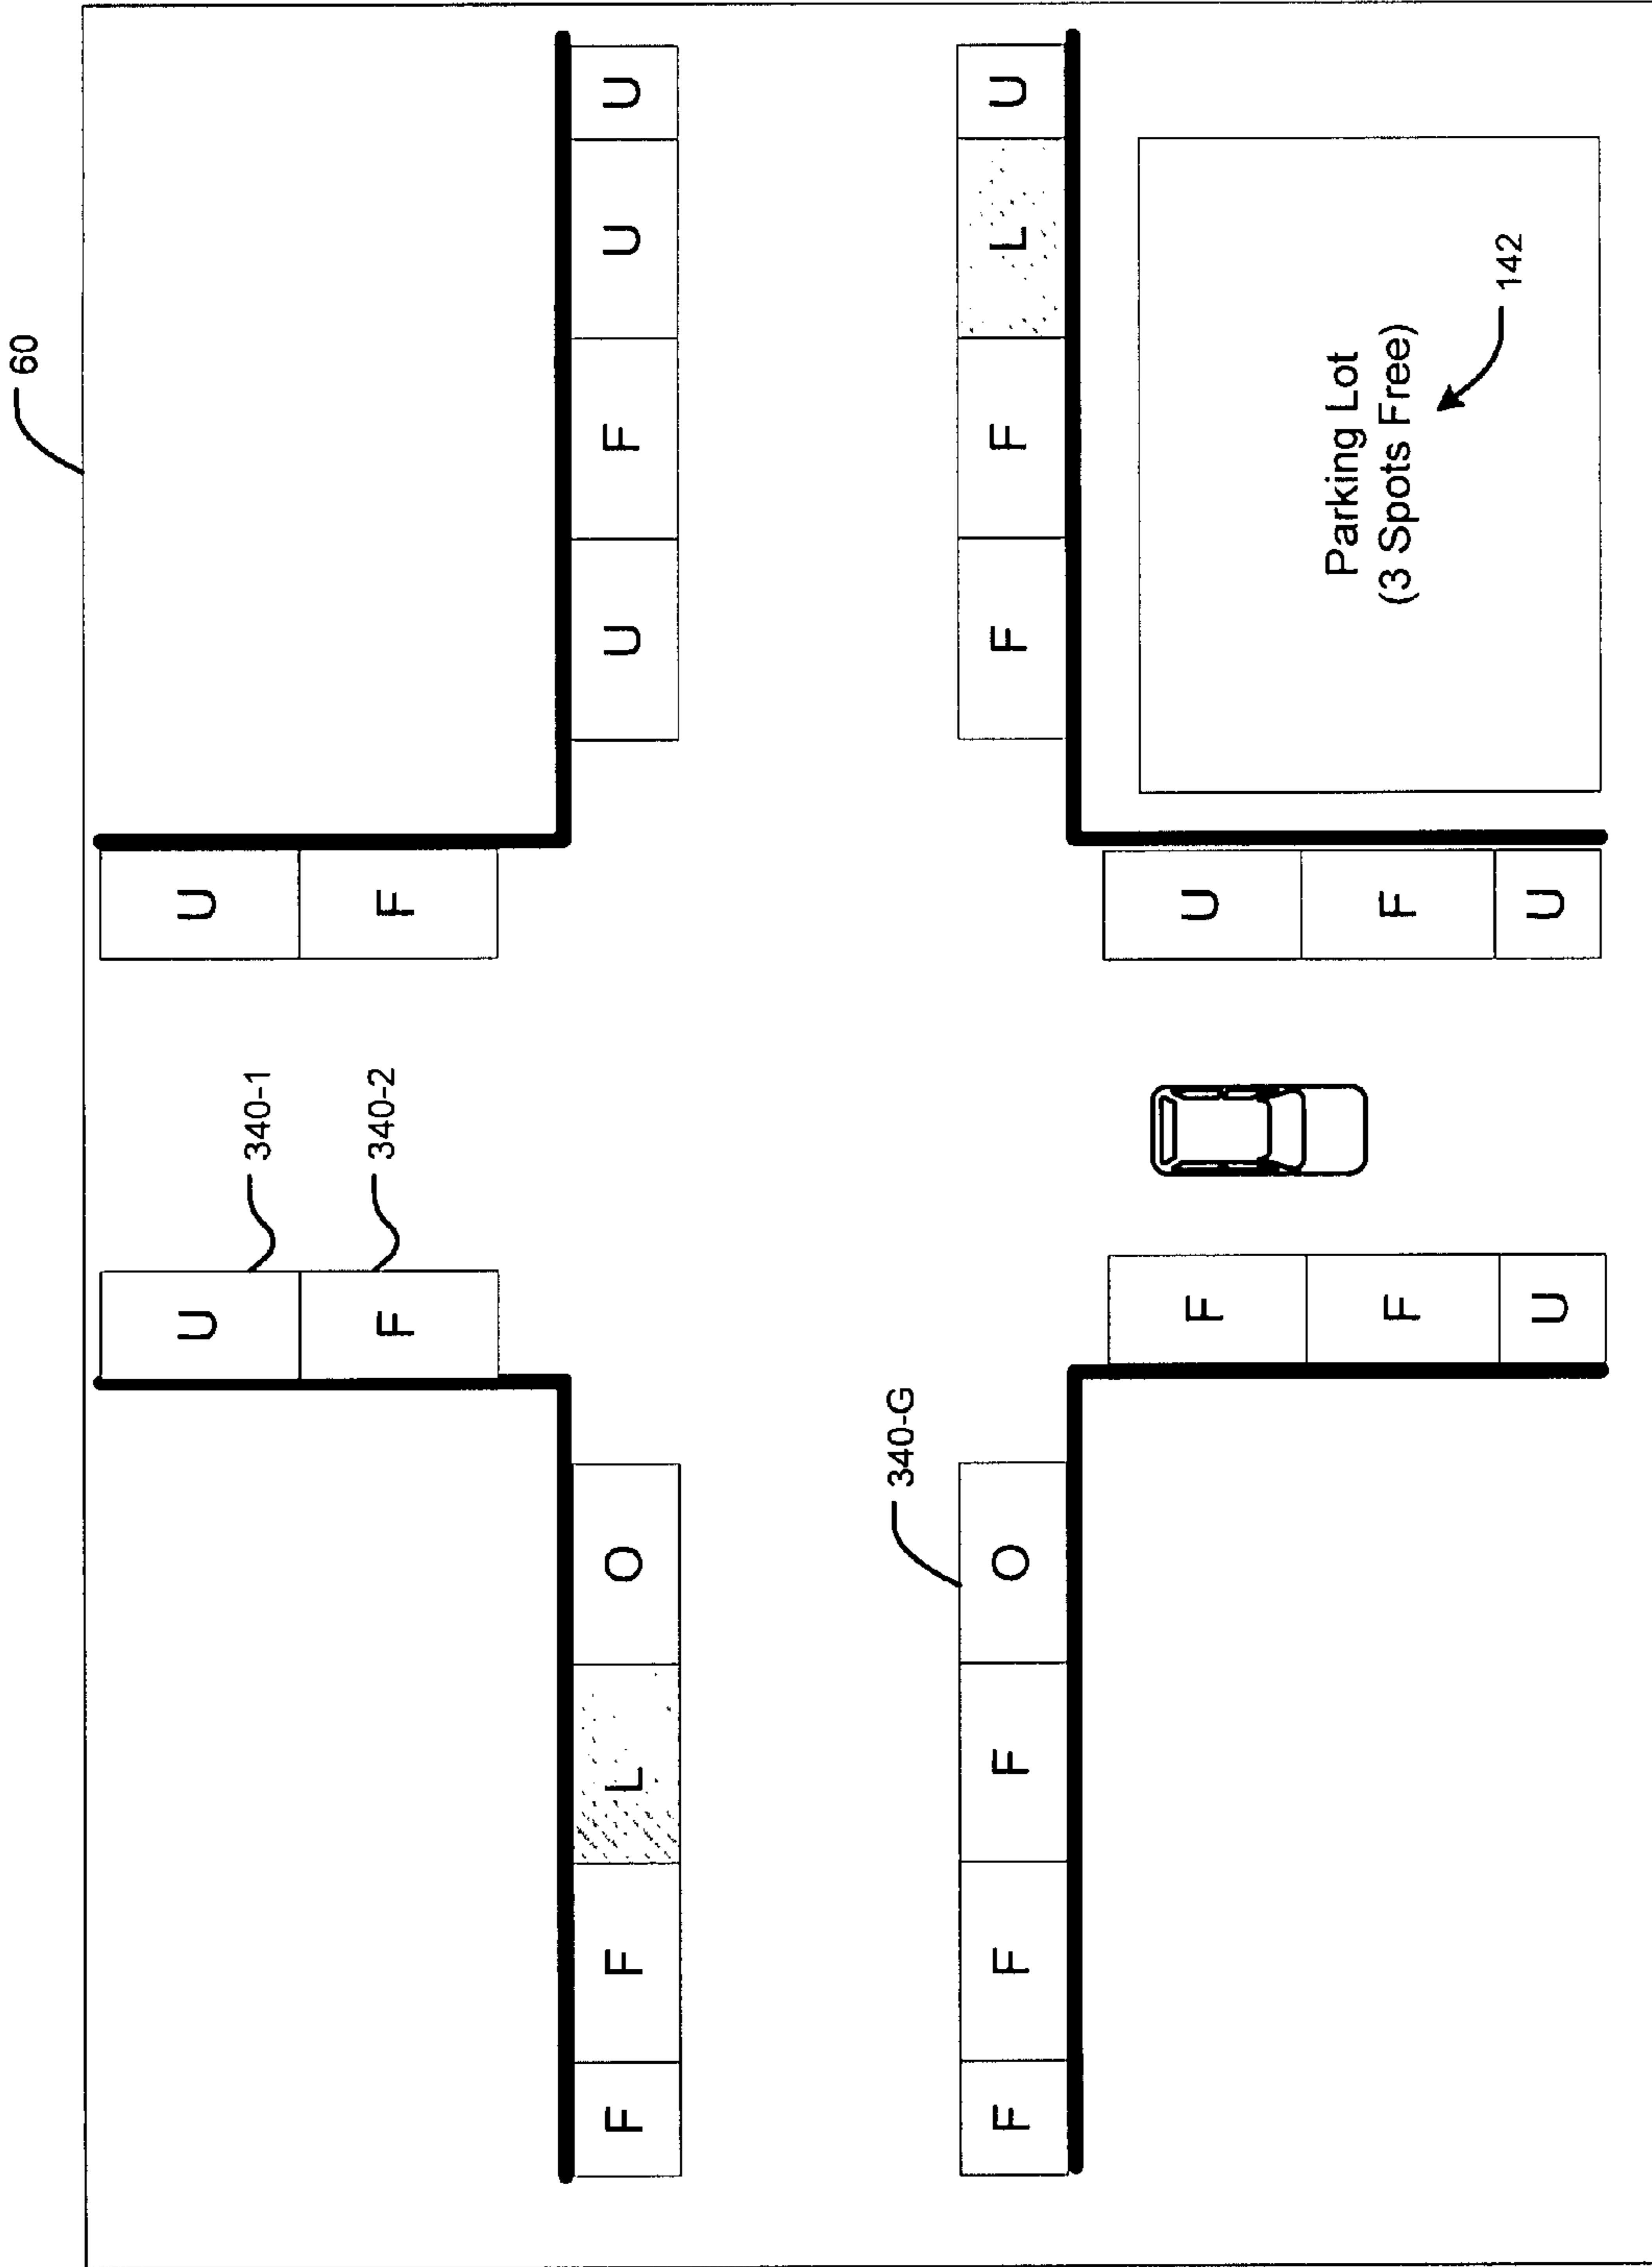 60
U
U
340-1
F
340-2
F
F F L O
U F U U
340-G
F F F O
F F L U
F
U
Parking Lot
(3 Spots Free)
F
F
142
U
U